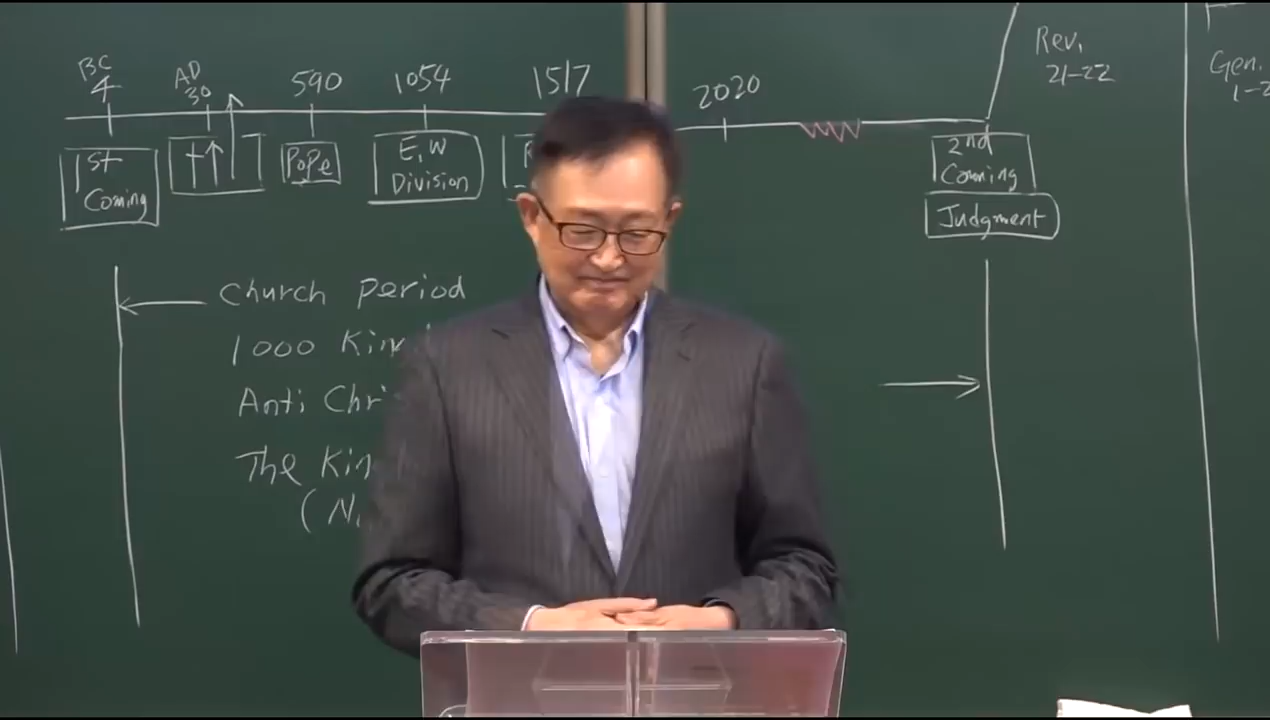 BC
4
AD
30
590
1054
1517
2020
1st
Coming
PoPe
E,W
Division
2nd
Comming
Judgment
Rev.
21-22
Gen.
Church period
1000
Anti
The